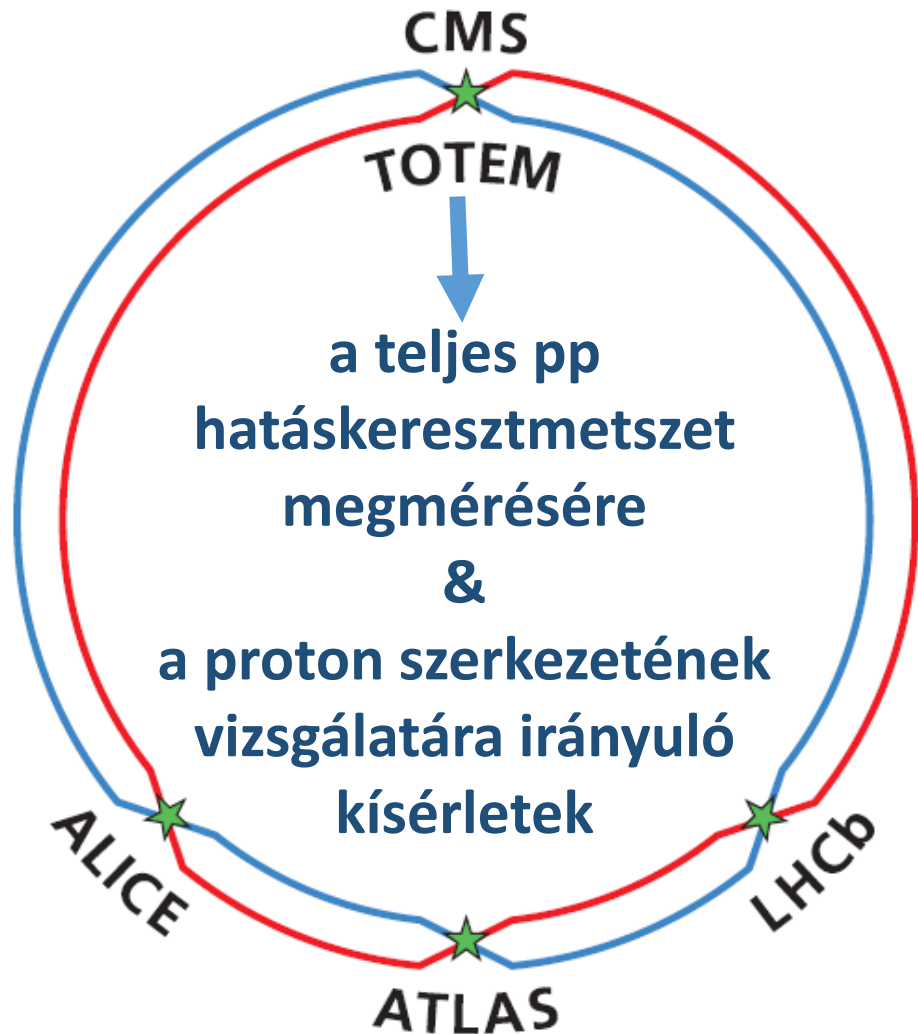 CMS
TOTEM
a teljes pp
hatáskeresztmetszet
megmérésére
&
a proton szerkezetének
vizsgálatára irányuló
kísérletek
ALICE
LHCb
ATLAS